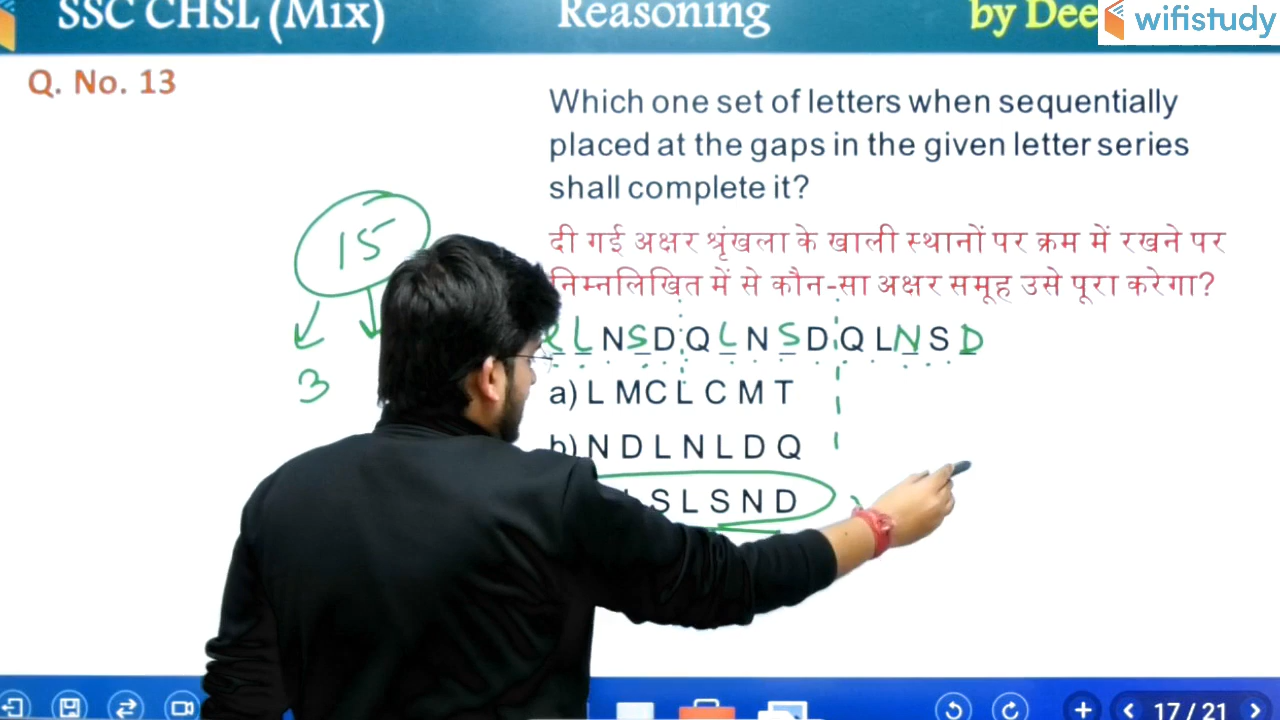 SSC CHSL (Mix) Reasoning by Dee
wifistudy
Q. No. 13
Which one set of letters when sequentially
placed at the gaps in the given letter series
shall complete it?
दी गई अक्षर श्रृंखला के खाली स्थानों पर क्रम में रखने पर
निम्नलिखित में से कौन-सा अक्षर समूह उसे पूरा करेगा?
15
3
L N S D Q L N S D Q L N S D
a) L M C L C M T
b) N D L N L D Q
S L S N D
17 / 21